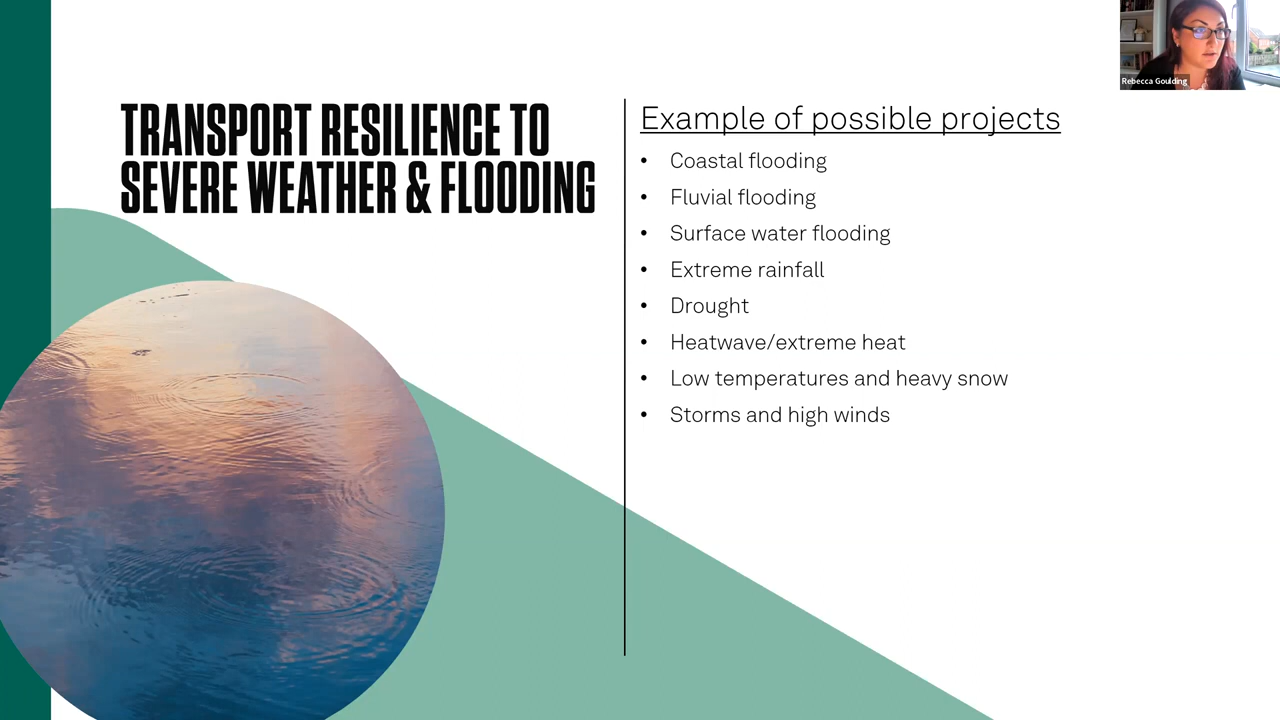 TRANSPORT RESILIENCE TO
SEVERE WEATHER & FLOODING
Example of possible projects
• Coastal flooding
• Fluvial flooding
• Surface water flooding
• Extreme rainfall
• Drought
• Heatwave/extreme heat
• Low temperatures and heavy snow
• Storms and high winds
Rebecca Goulding